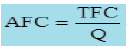 AFC = TFC / Q